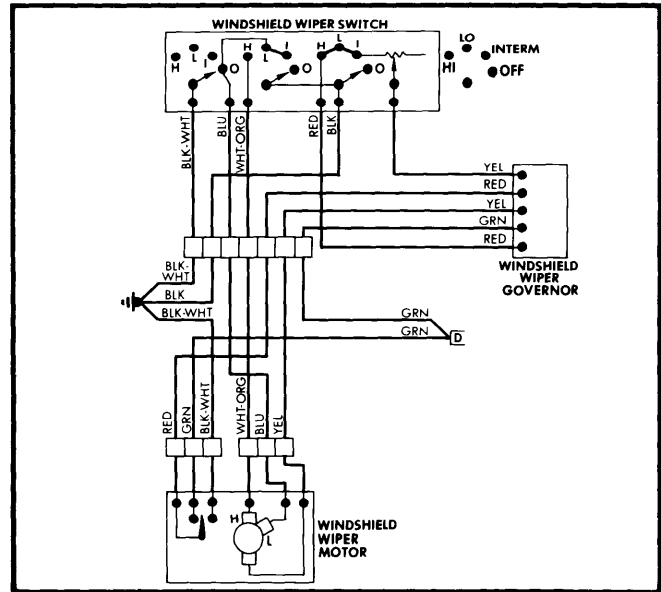 WINDSHIELD WIPER SWITCH
H L I O H L I O H L I O
LO
HI INTERM
OFF
BLK-WHT
BLU
WHT-ORG
RED
BLK
YEL
RED
YEL
GRN
RED
WINDSHIELD
WIPER
GOVERNOR
BLK-
WHT
BLK
BLK-WHT
GRN
GRN
D
RED
GRN
BLK-WHT
WHT-ORG
BLU
YEL
H
L
WINDSHIELD
WIPER
MOTOR